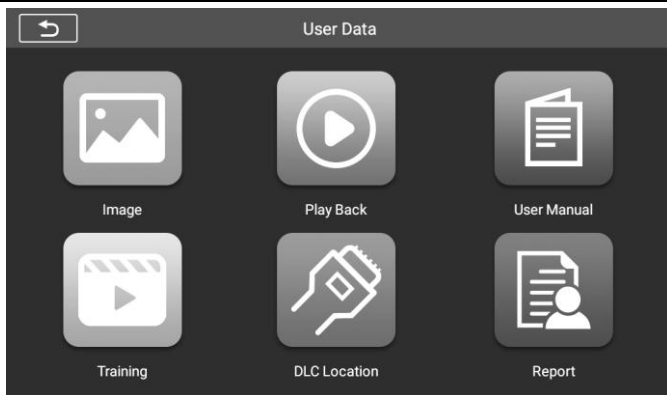 User Data
Image
Play Back
User Manual
Training
DLC Location
Report